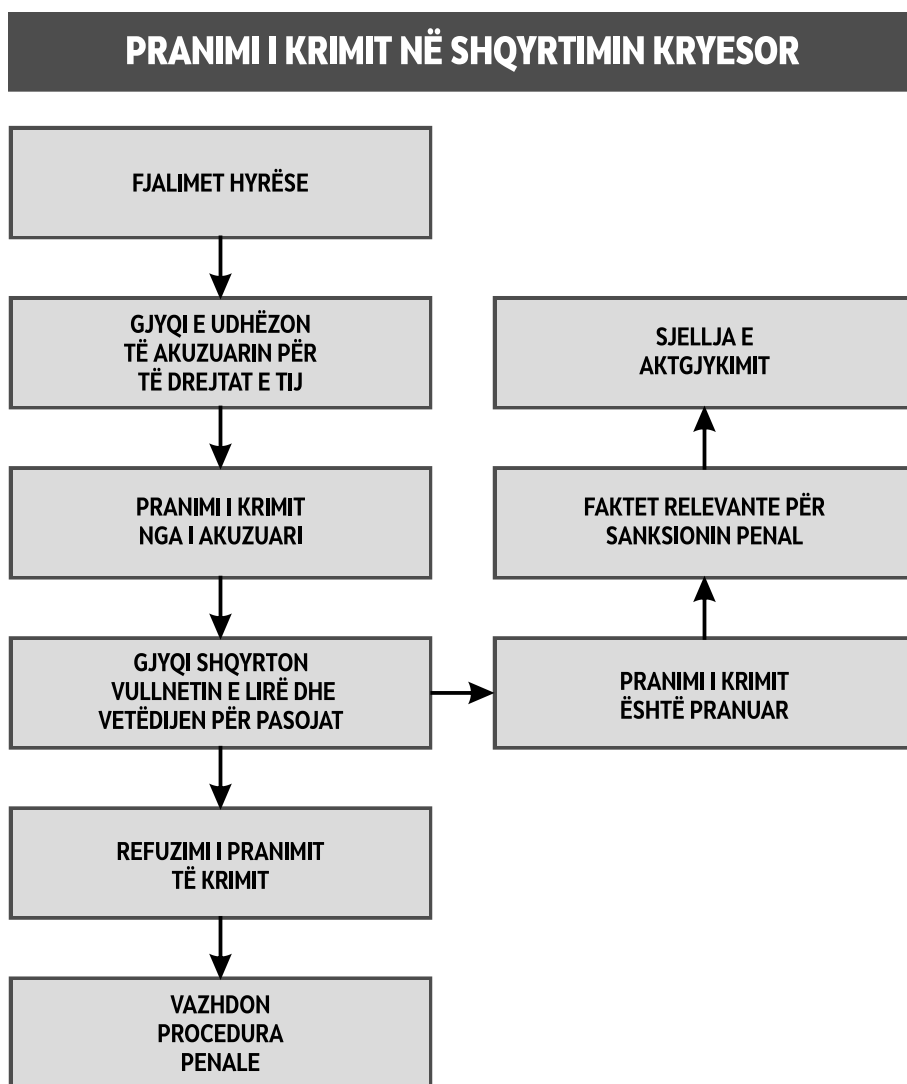 PRANIMI I KRIMIT NË SHQYRTIMIN KRYESOR
FJALIMET HYRËSE
GJYQI E UDHËZON
TË AKUZUARIN PËR
TË DREJTAT E TIJ
PRANIMI I KRIMIT
NGA I AKUZUARI
GJYQI SHQYRTON
VULLNETIN E LIRË DHE
VETËDIJEN PËR PASOJAT
REFUZIMI I PRANIMIT
TË KRIMIT
VAZHDON
PROCEDURA
PENALE
SJELLJA E
AKTGJYKIMIT
FAKTET RELEVANTE PËR
SANKSIONIN PENAL
PRANIMI I KRIMIT
ËSHTË PRANUAR